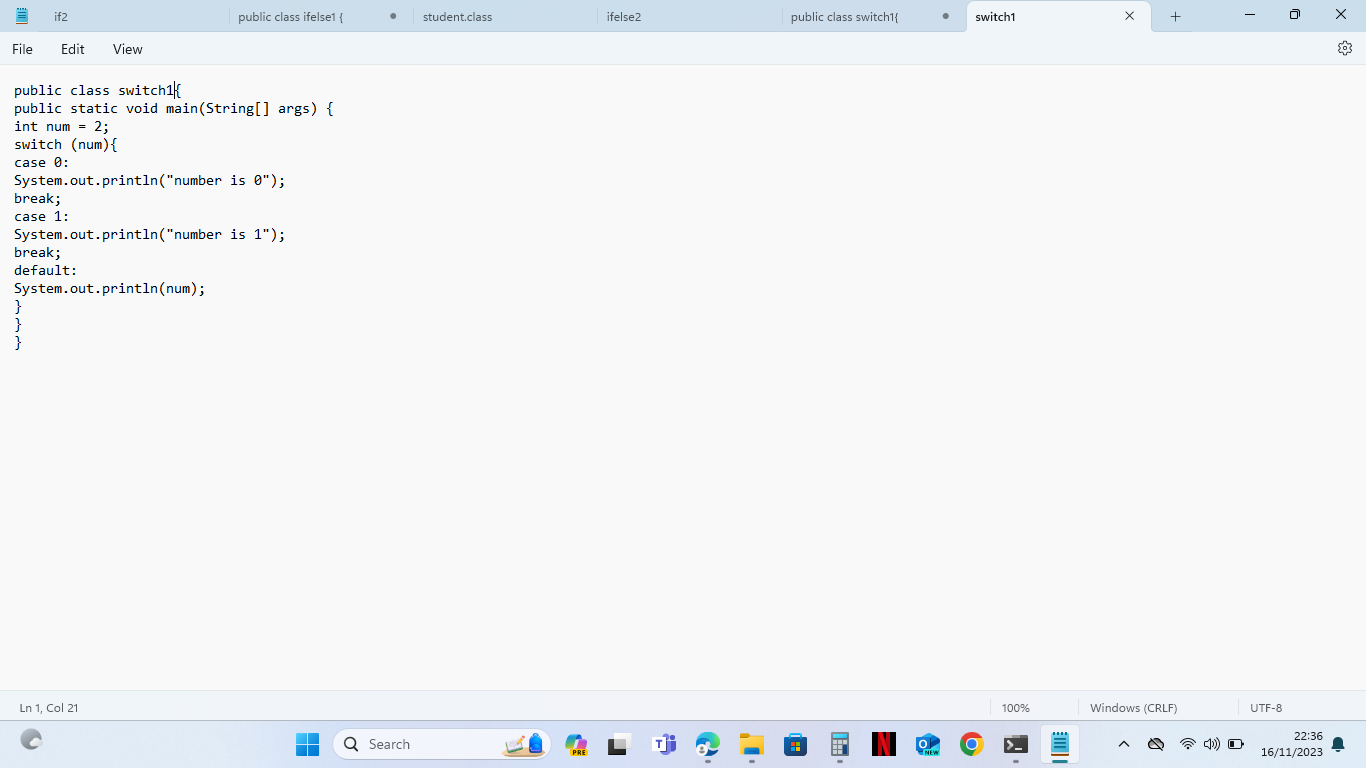 if2
public class ifelse1 {
student.class
ifelse2
public class switch1{
switch1
File Edit View
public class switch1{
public static void main(String[] args) {
int num = 2;
switch (num){
case 0:
System.out.println("number is 0");
break;
case 1:
System.out.println("number is 1");
break;
default:
System.out.println(num);
}
}
}
Ln 1, Col 21
100%
Windows (CRLF)
UTF-8
Search
PRE
NEW
22:36
16/11/2023